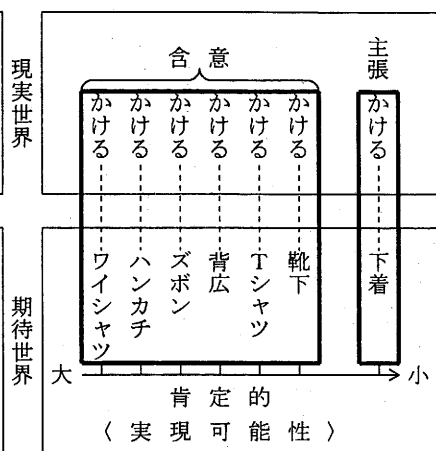 現実世界
含意
主張
かける
かける
かける
かける
かける
かける
かける
期待世界
ワイシャツ
ハンカチ
ズボン
背広
Tシャツ
靴下
下着
大
小
肯定的
〈実現可能性〉